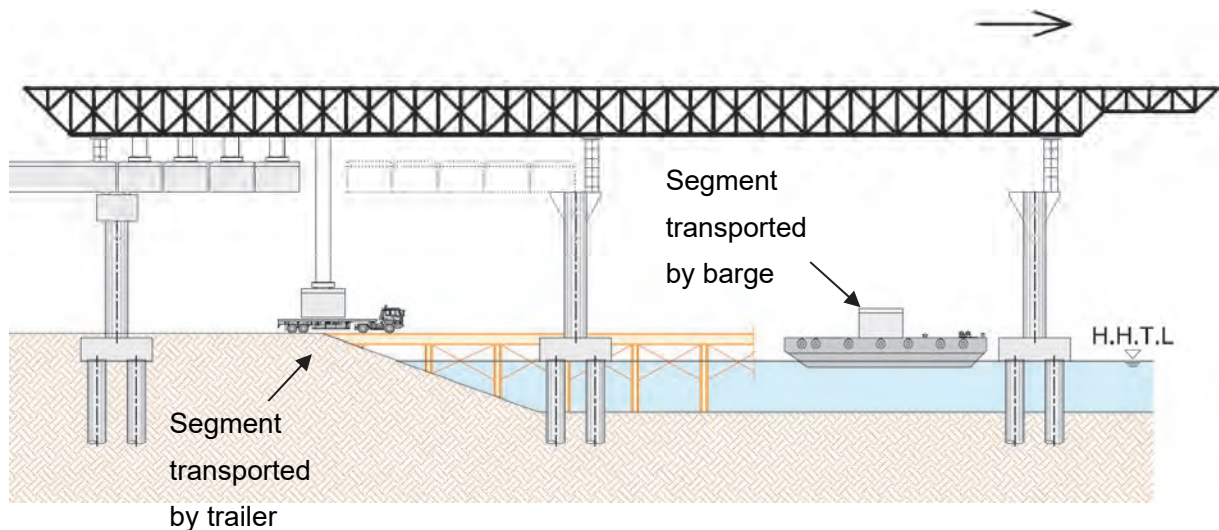 Segment
transported
by barge
H.H.T.L
Segment
transported
by trailer